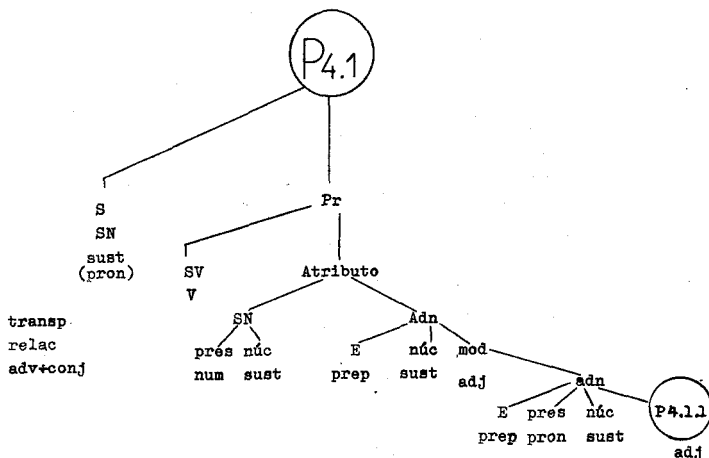 P4.1
S
SN
sust
(pron)
Pr
SV
V
Atributo
transp
relac
adv+conj
SN
pres núc
num sust
Adn
E núc mod
prep sust adj
adn
E pres núc P4.1.1
prep pron sust adj